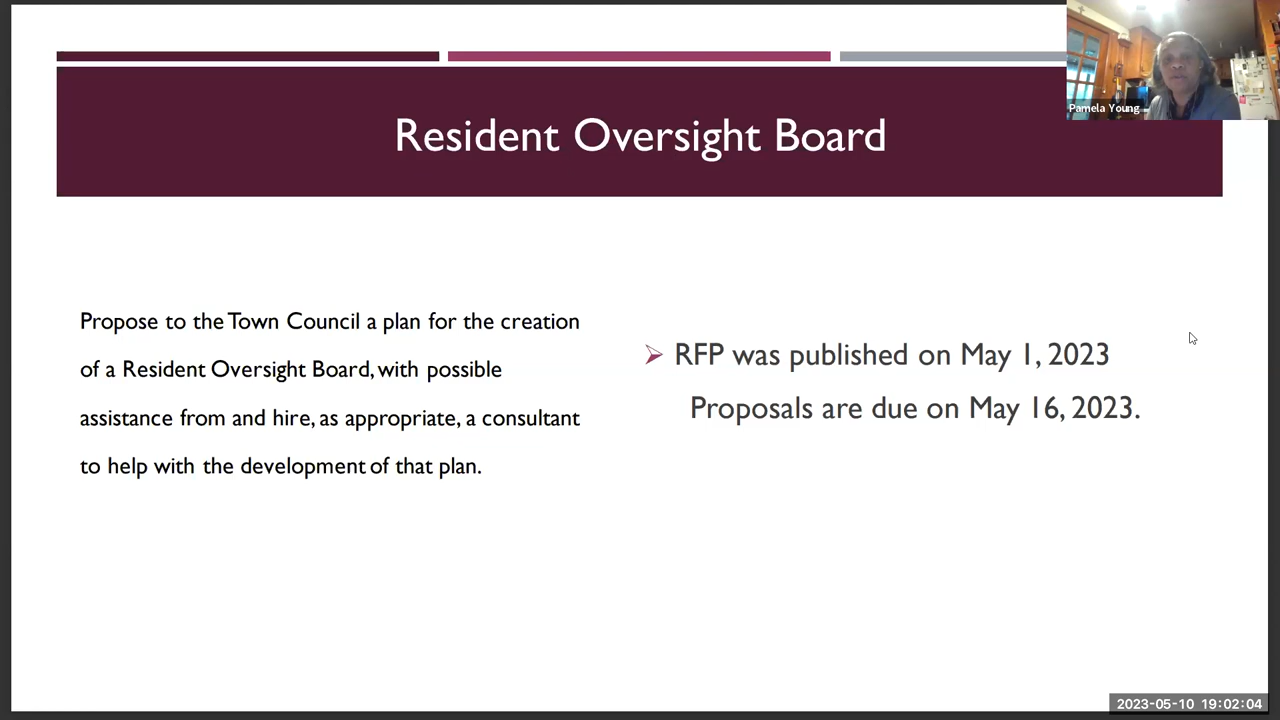 Resident Oversight Board
Pamela Young
Propose to the Town Council a plan for the creation
of a Resident Oversight Board, with possible
assistance from and hire, as appropriate, a consultant
to help with the development of that plan.
RFP was published on May 1, 2023
Proposals are due on May 16, 2023.
2023-05-10 19:02:04